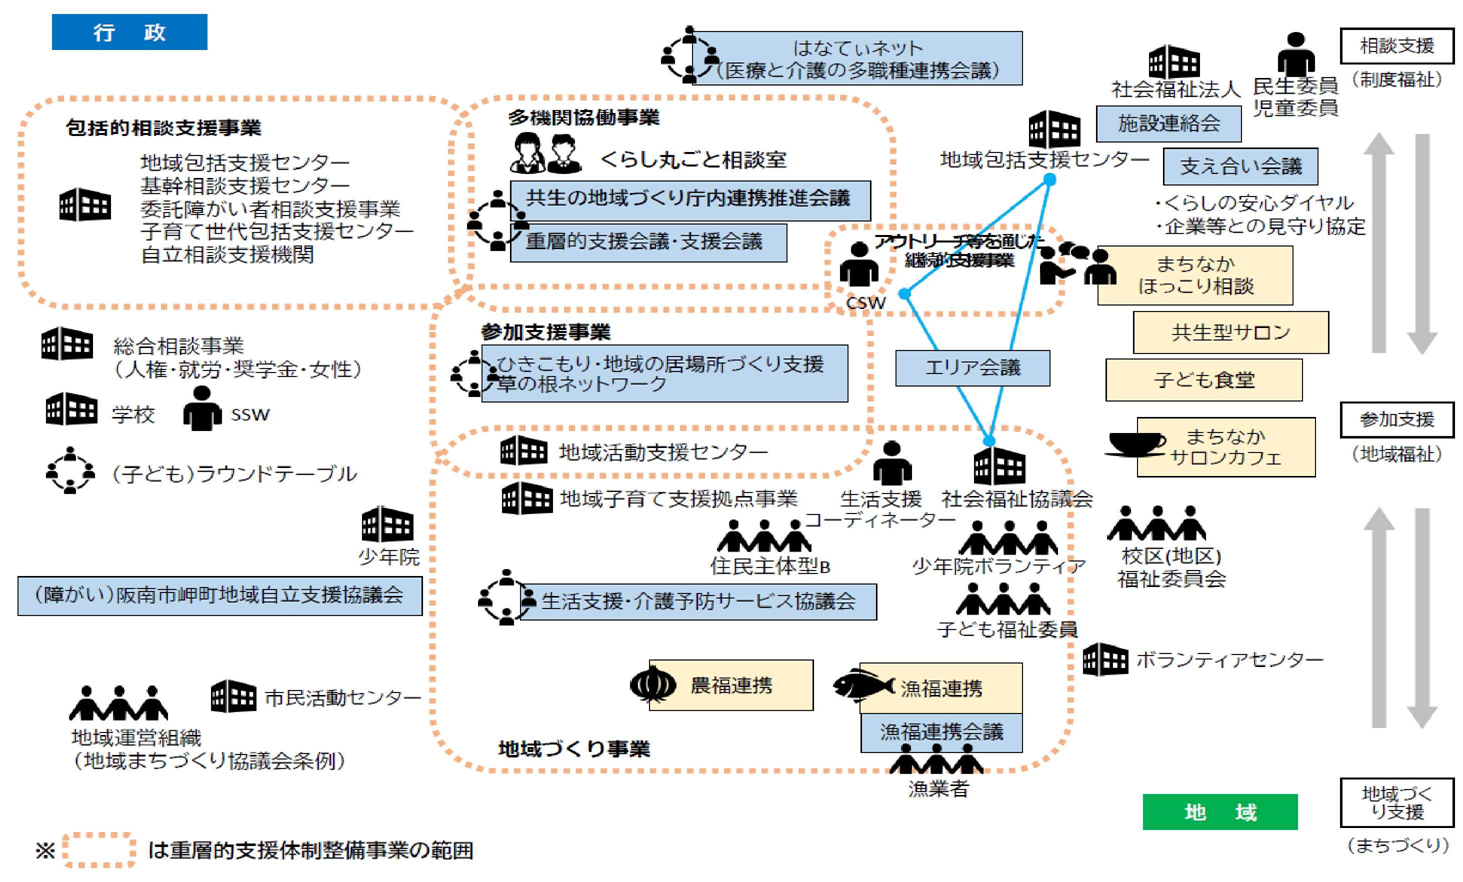 行 政
はなてぃネット
（医療と介護の多職種連携会議）
社会福祉法人
民生委員
児童委員
相談支援
（制度福祉）
施設連絡会
包括的相談支援事業
地域包括支援センター
基幹相談支援センター
委託障がい者相談支援事業
子育て世代包括支援センター
自立相談支援機関
多機関協働事業
くらし丸ごと相談室
共生の地域づくり庁内連携推進会議
重層的支援会議・支援会議
地域包括支援センター
支え合い会議
・くらしの安心ダイヤル
・企業等との見守り協定
アウトリーチ等を通じた
継続的支援事業
CSW
まちなか
ほっこり相談
共生型サロン
子ども食堂
まちなか
サロンカフェ
エリア会議
総合相談事業
（人権・就労・奨学金・女性）
学校
SSW
（子ども）ラウンドテーブル
参加支援事業
ひきこもり・地域の居場所づくり支援
草の根ネットワーク
参加支援
（地域福祉）
地域活動支援センター
地域子育て支援拠点事業
生活支援
コーディネーター
社会福祉協議会
少年院
住民主体型B
少年院ボランティア
校区(地区)
福祉委員会
（障がい）阪南市岬町地域自立支援協議会
生活支援・介護予防サービス協議会
子ども福祉委員
ボランティアセンター
農福連携
漁福連携
漁福連携会議
漁業者
市民活動センター
地域運営組織
（地域まちづくり協議会条例）
地域づくり事業
地 域
地域づく
り支援
（まちづくり）
※ は重層的支援体制整備事業の範囲